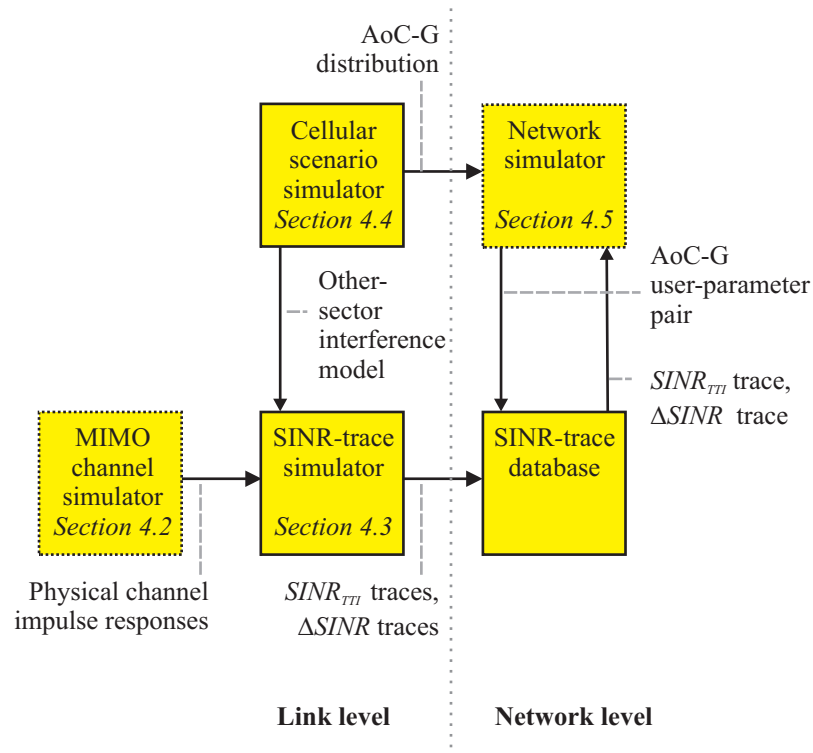 AoC-G
distribution
Cellular
scenario
simulator
Section 4.4
Network
simulator
Section 4.5
Other-
sector
interference
model
AoC-G
user-parameter
pair
SINR_TTI trace,
ΔSINR trace
MIMO
channel
simulator
Section 4.2
SINR-trace
simulator
Section 4.3
SINR-trace
database
Physical channel
impulse responses
SINR_TTI traces,
ΔSINR traces
Link level
Network level